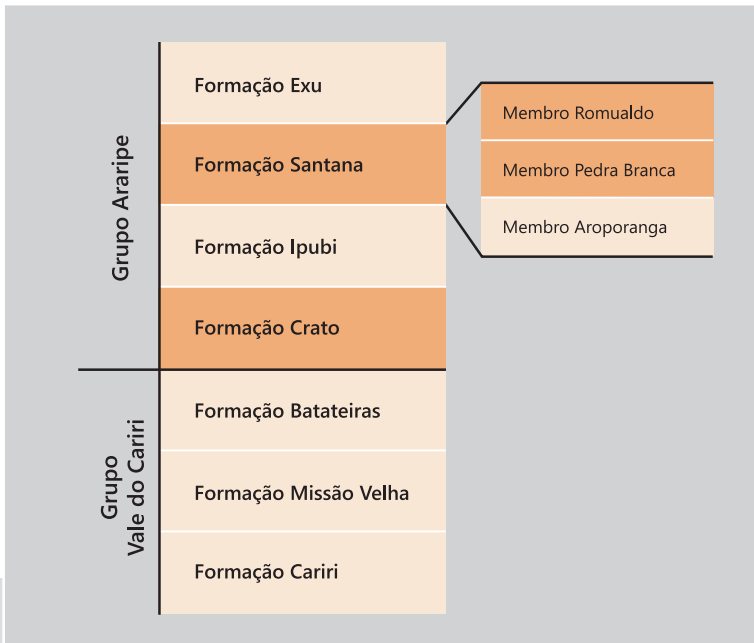 Grupo Araripe
Formação Exu
Formação Santana
Formação Ipubi
Formação Crato
Membro Romualdo
Membro Pedra Branca
Membro Aroporanga
Grupo
Vale do Cariri
Formação Batateiras
Formação Missão Velha
Formação Cariri